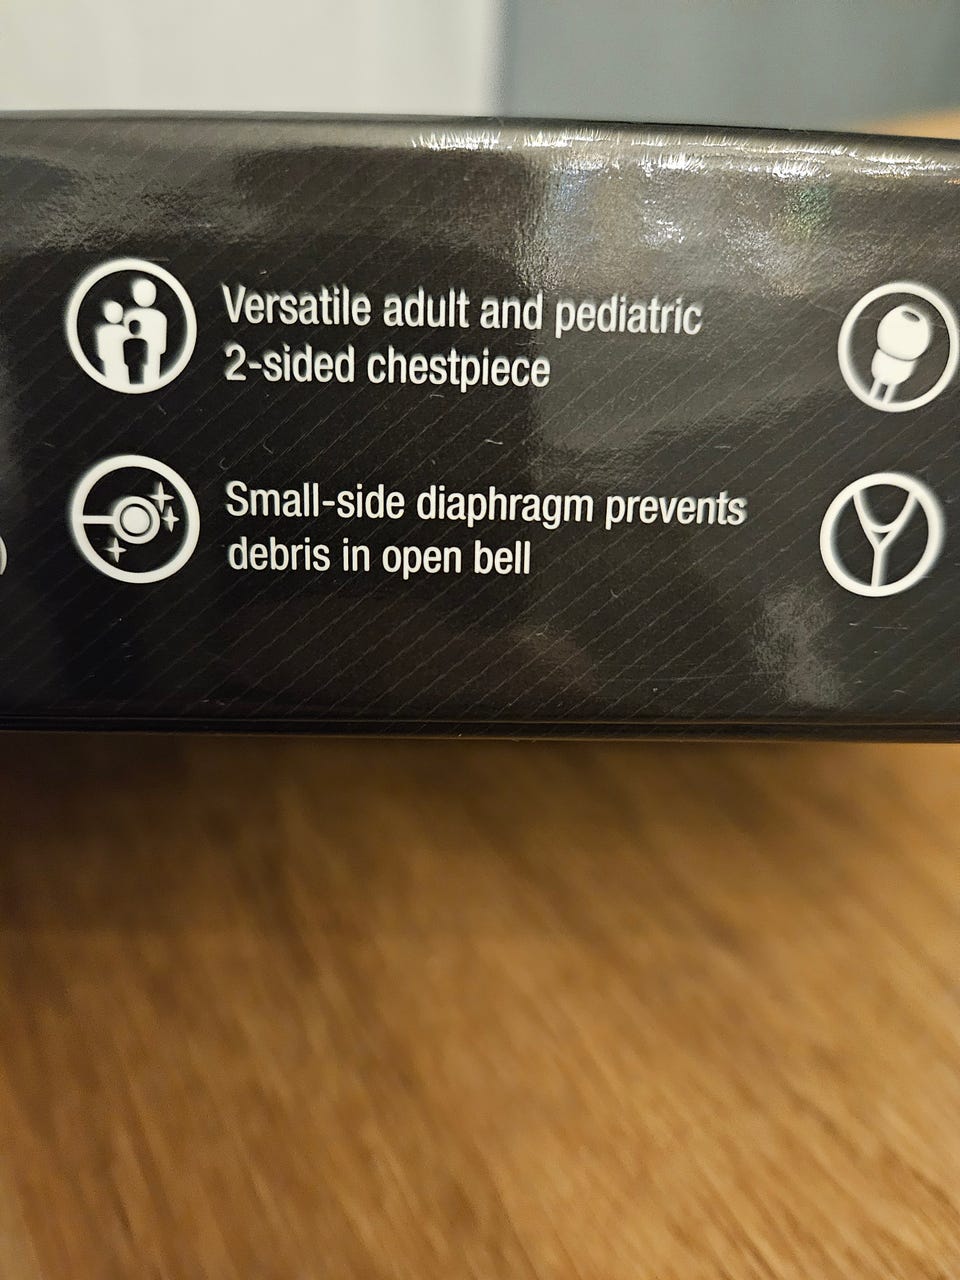 Versatile adult and pediatric
2-sided chestpiece
Small-side diaphragm prevents
debris in open bell